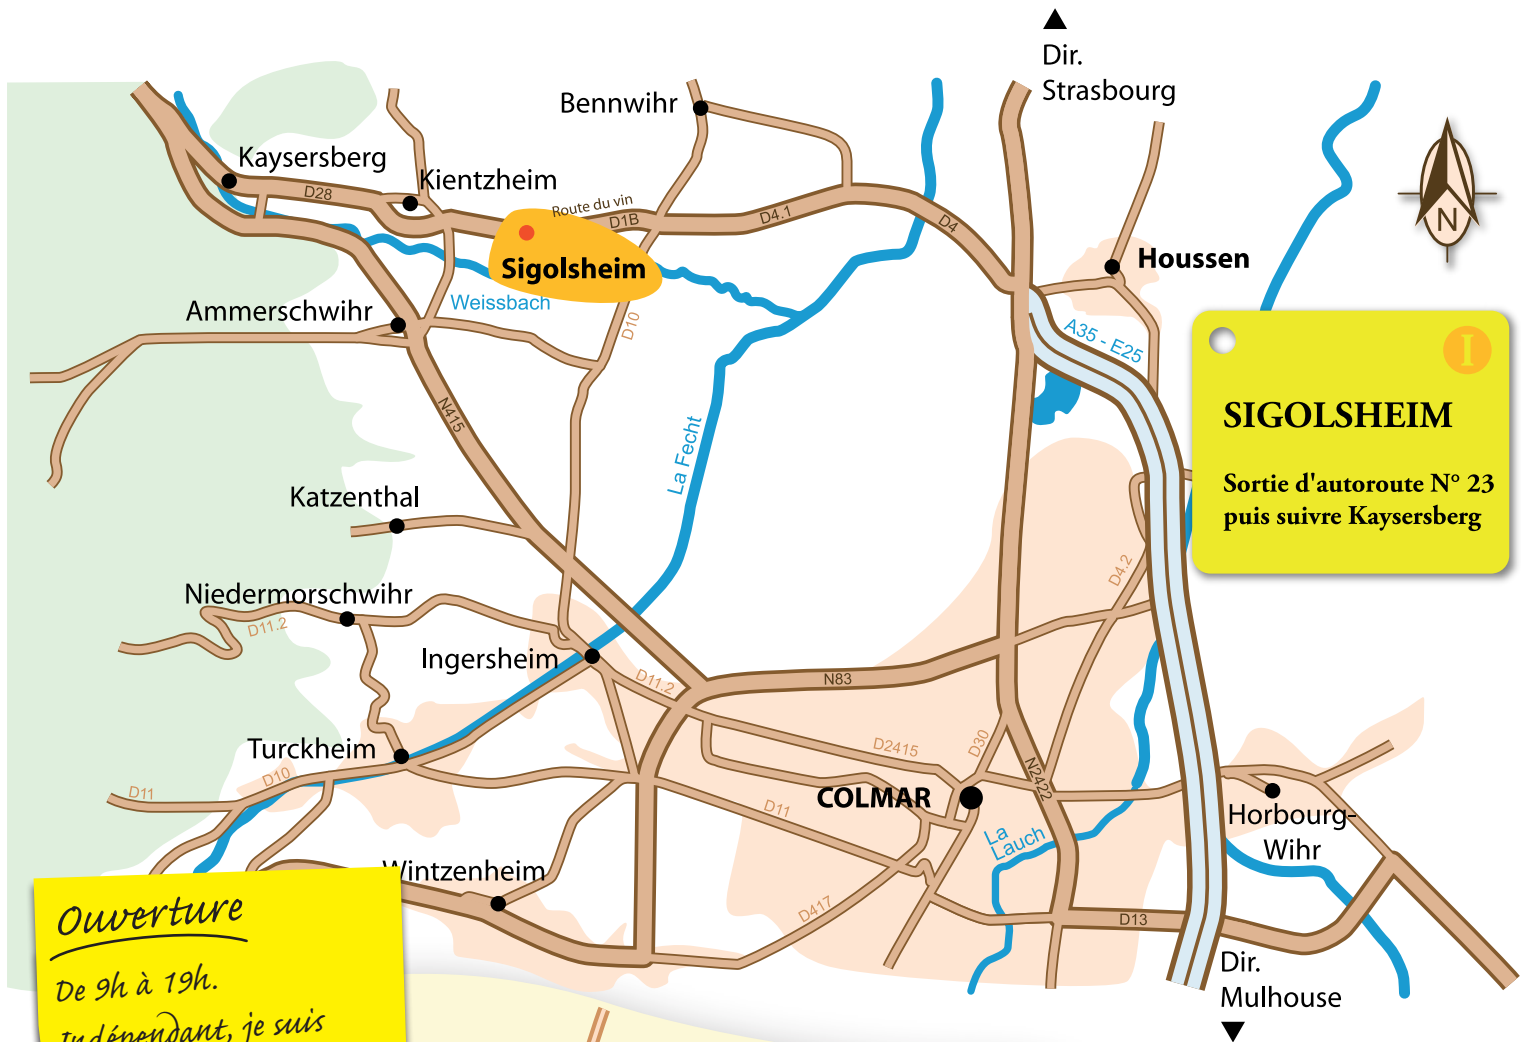 Dir.
Strasbourg
Bennwihr
Kaysersberg
Kientzheim
D28
Route du vin
D1B
D4.1
D4
Houssen
N
Sigolsheim
Weissbach
Ammerschwihr
D10
A35 - E25
I
SIGOLSHEIM
Sortie d'autoroute N° 23
puis suivre Kaysersberg
N415
La Fecht
Katzenthal
D4.2
Niedermorschwihr
D11.2
Ingersheim
D11.2
N83
Turckheim
D10
D11
D2415
D30
N2422
COLMAR
D11
La
Lauch
Horbourg-
Wihr
Wintzenheim
D417
D13
Dir.
Mulhouse
Ouverture
De 9h à 19h.
Indépendant, je suis